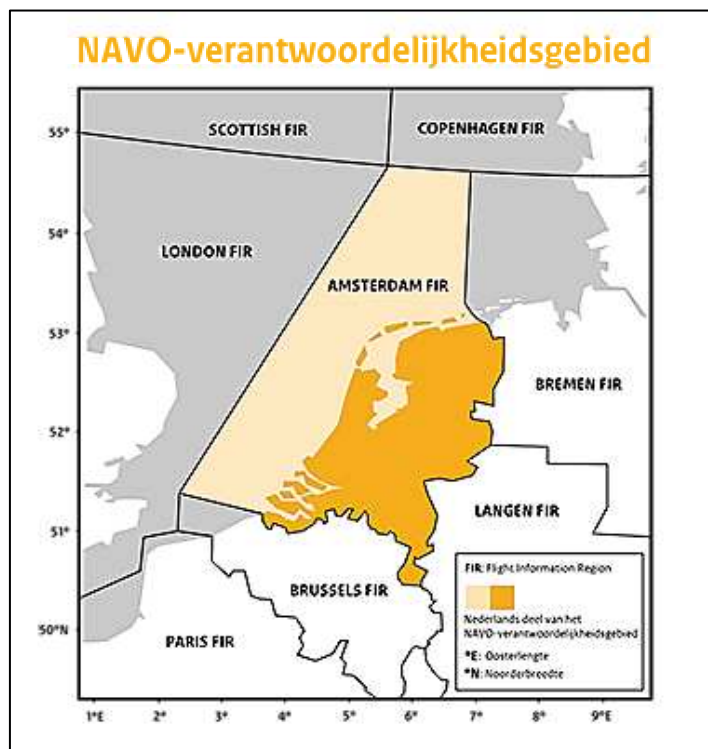 NAVO-verantwoordelijkheidsgebied
55°
SCOTTISH FIR
COPENHAGEN FIR
54°
LONDON FIR
AMSTERDAM FIR
53°
BREMEN FIR
52°
LANGEN FIR
51°
FIR: Flight Information Region
Nederlands deel van het
NAVO-verantwoordelijkheidsgebied
°E: Oosterlengte
°N: Noorderbreedte
BRUSSELS FIR
50°N
PARIS FIR
1°E 2° 3° 4° 5° 6° 7° 8° 9°E